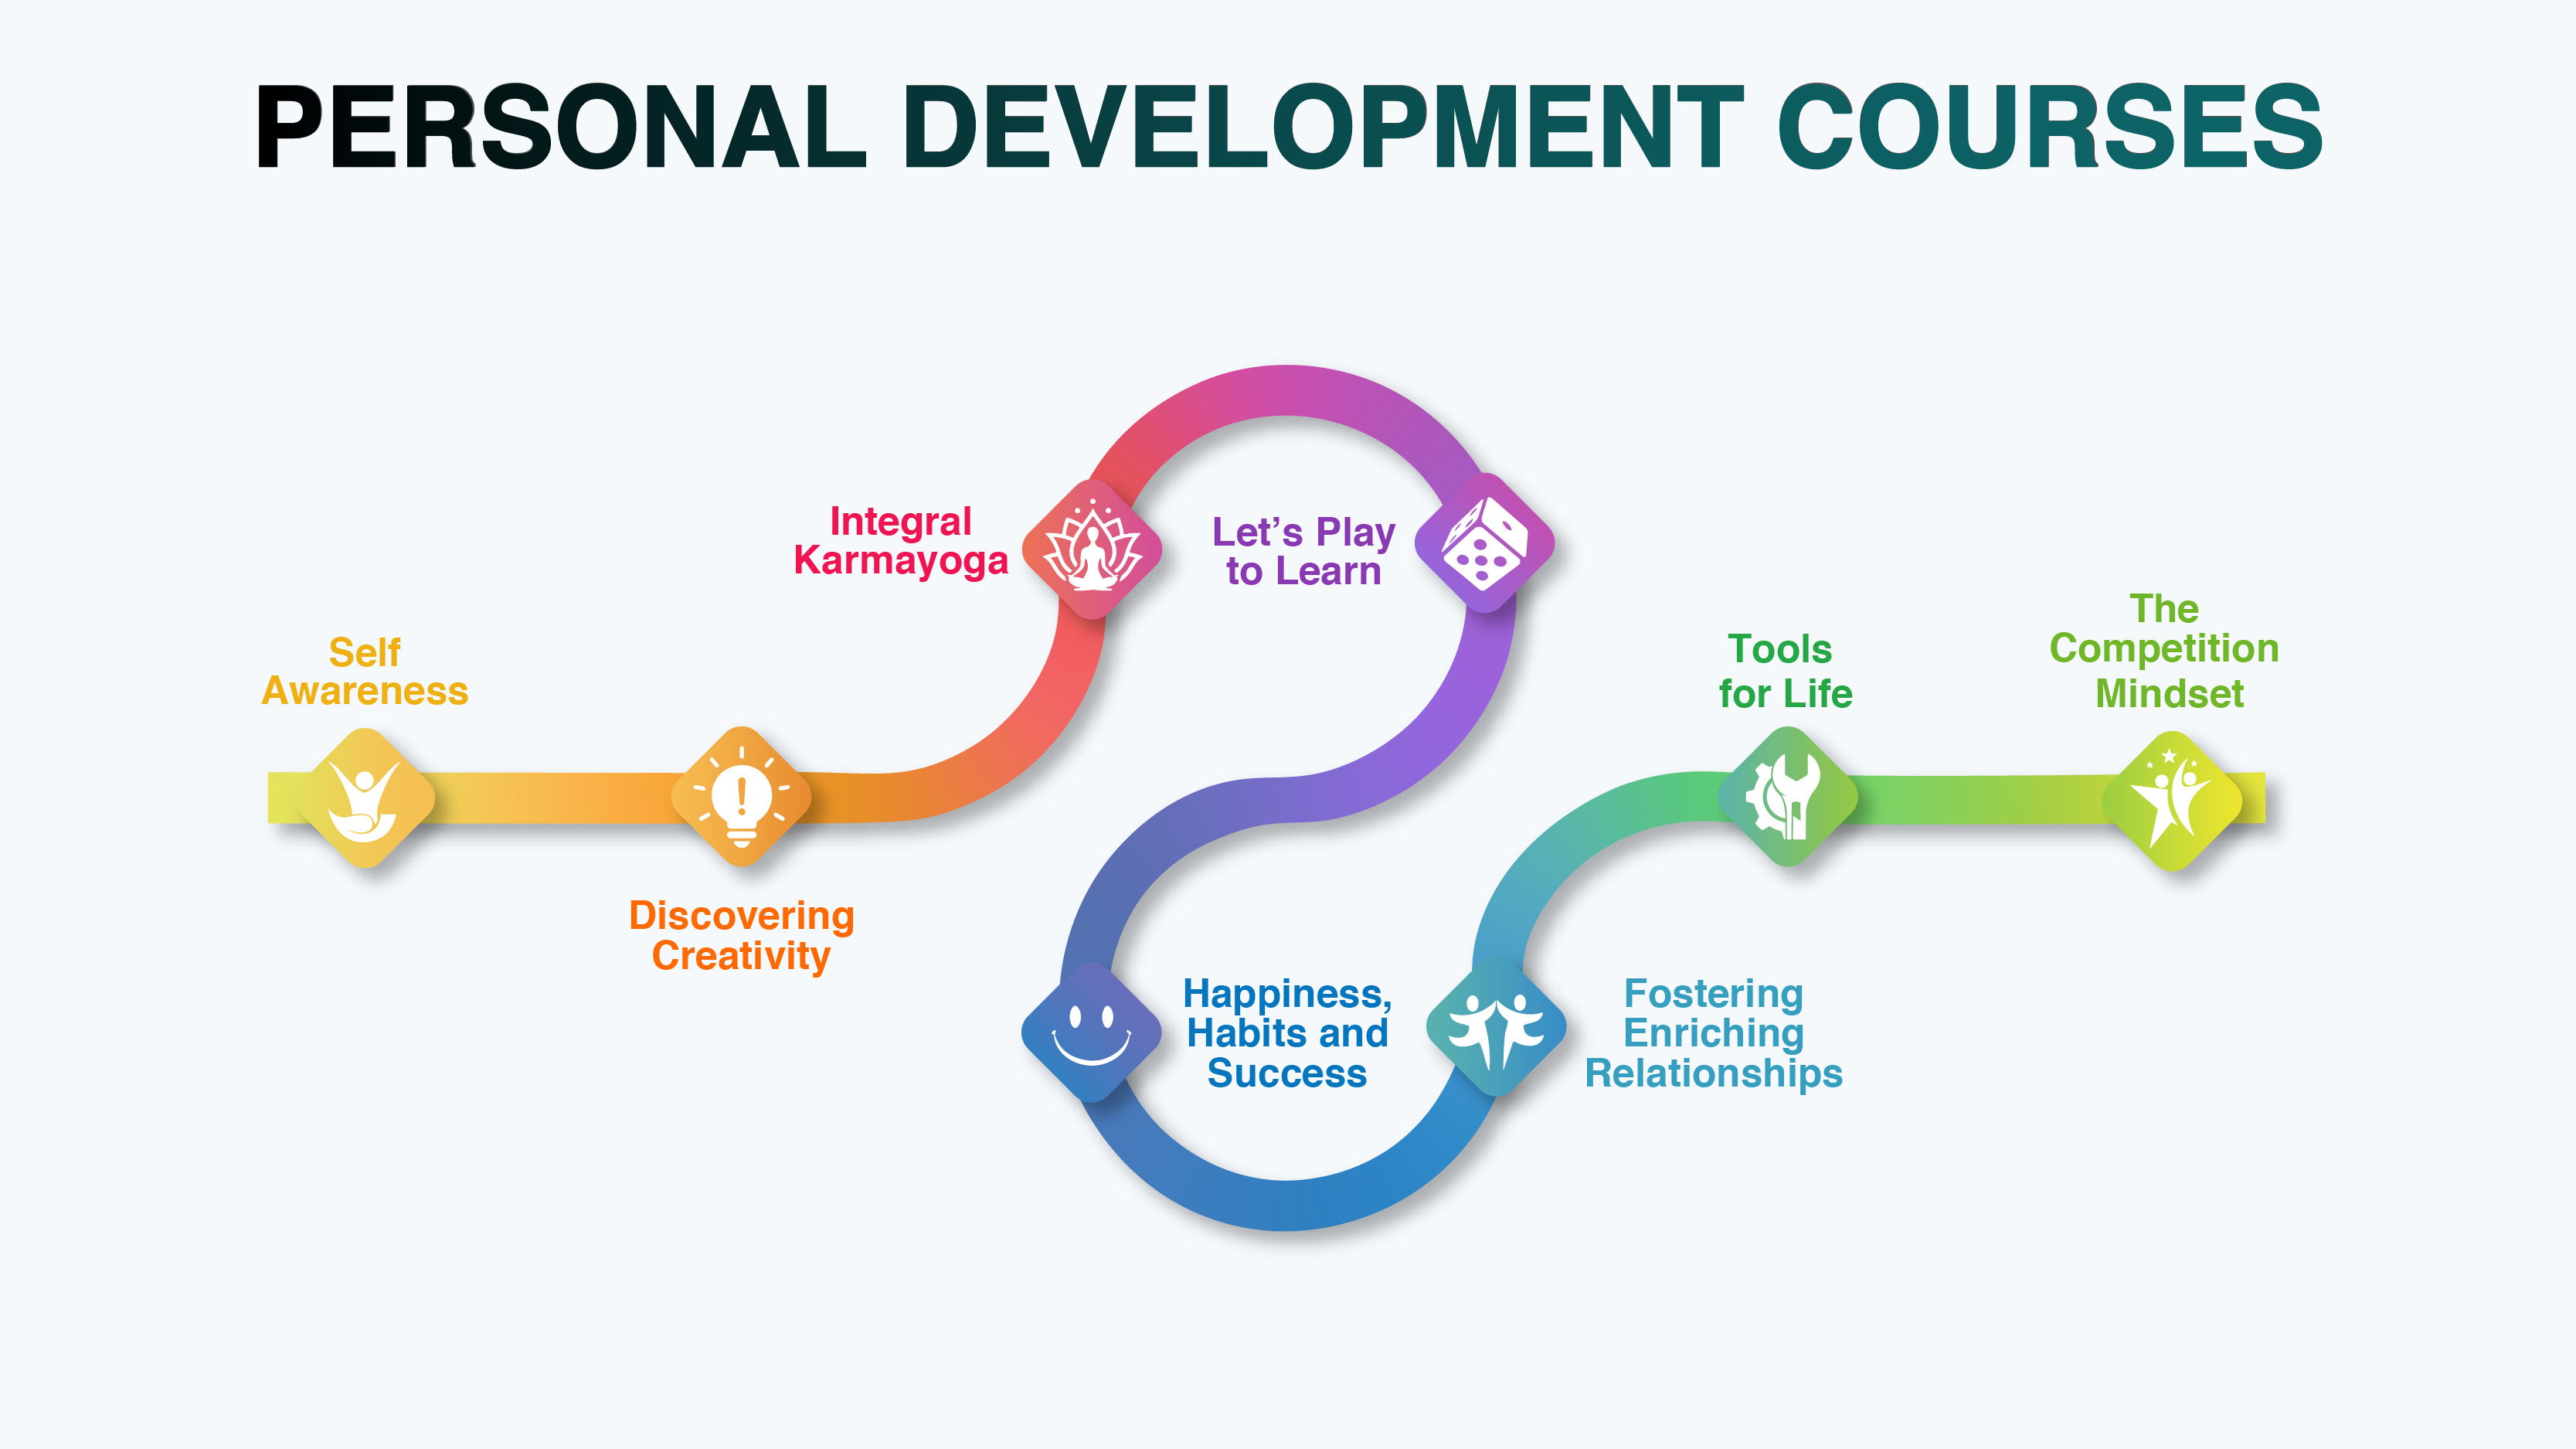 PERSONAL DEVELOPMENT COURSES
Self
Awareness
Discovering
Creativity
Integral
Karmayoga
Let’s Play
to Learn
Happiness,
Habits and
Success
Fostering
Enriching
Relationships
Tools
for Life
The
Competition
Mindset